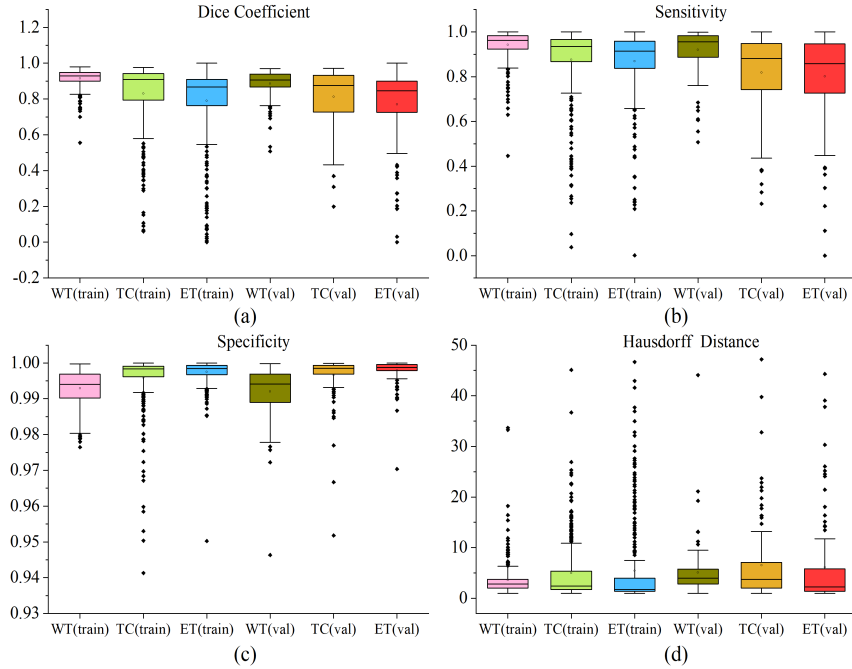 Dice Coefficient
1.2
1.0
0.8
0.6
0.4
0.2
0.0
-0.2
WT(train) TC(train) ET(train) WT(val) TC(val) ET(val)
(a)
Sensitivity
1.0
0.8
0.6
0.4
0.2
0.0
WT(train) TC(train) ET(train) WT(val) TC(val) ET(val)
(b)
Specificity
1.00
0.99
0.98
0.97
0.96
0.95
0.94
0.93
WT(train) TC(train) ET(train) WT(val) TC(val) ET(val)
(c)
Hausdorff Distance
50
40
30
20
10
5
0
WT(train) TC(train) ET(train) WT(val) TC(val) ET(val)
(d)